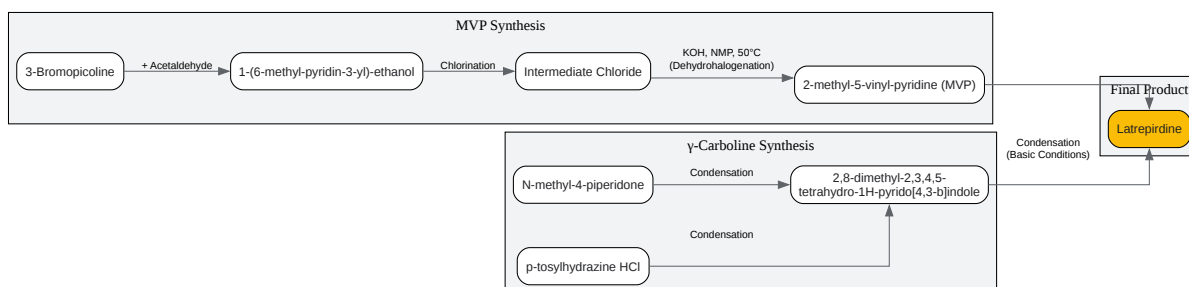 MVP Synthesis
3-Bromopicoline
+ Acetaldehyde
1-(6-methyl-pyridin-3-yl)-ethanol
Chlorination
Intermediate Chloride
KOH, NMP, 50°C
(Dehydrohalogenation)
2-methyl-5-vinyl-pyridine (MVP)
Final Product
Latrepirdine
γ-Carboline Synthesis
N-methyl-4-piperidone
Condensation
2,8-dimethyl-2,3,4,5-
tetrahydro-1H-pyrido[4,3-b]indole
Condensation
(Basic Conditions)
Condensation
p-tosylhydrazine HCl